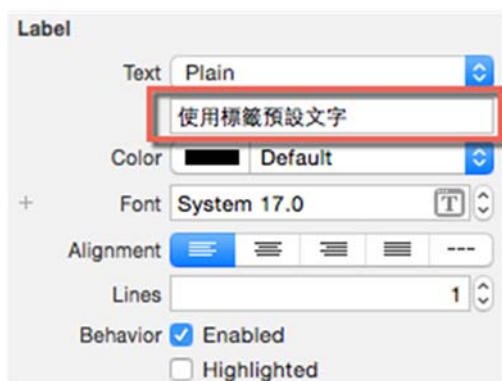 Label
Text Plain
使用標籤預設文字
Color Default
+ Font System 17.0 T
Alignment ---
Lines 1
Behavior Enabled
Highlighted